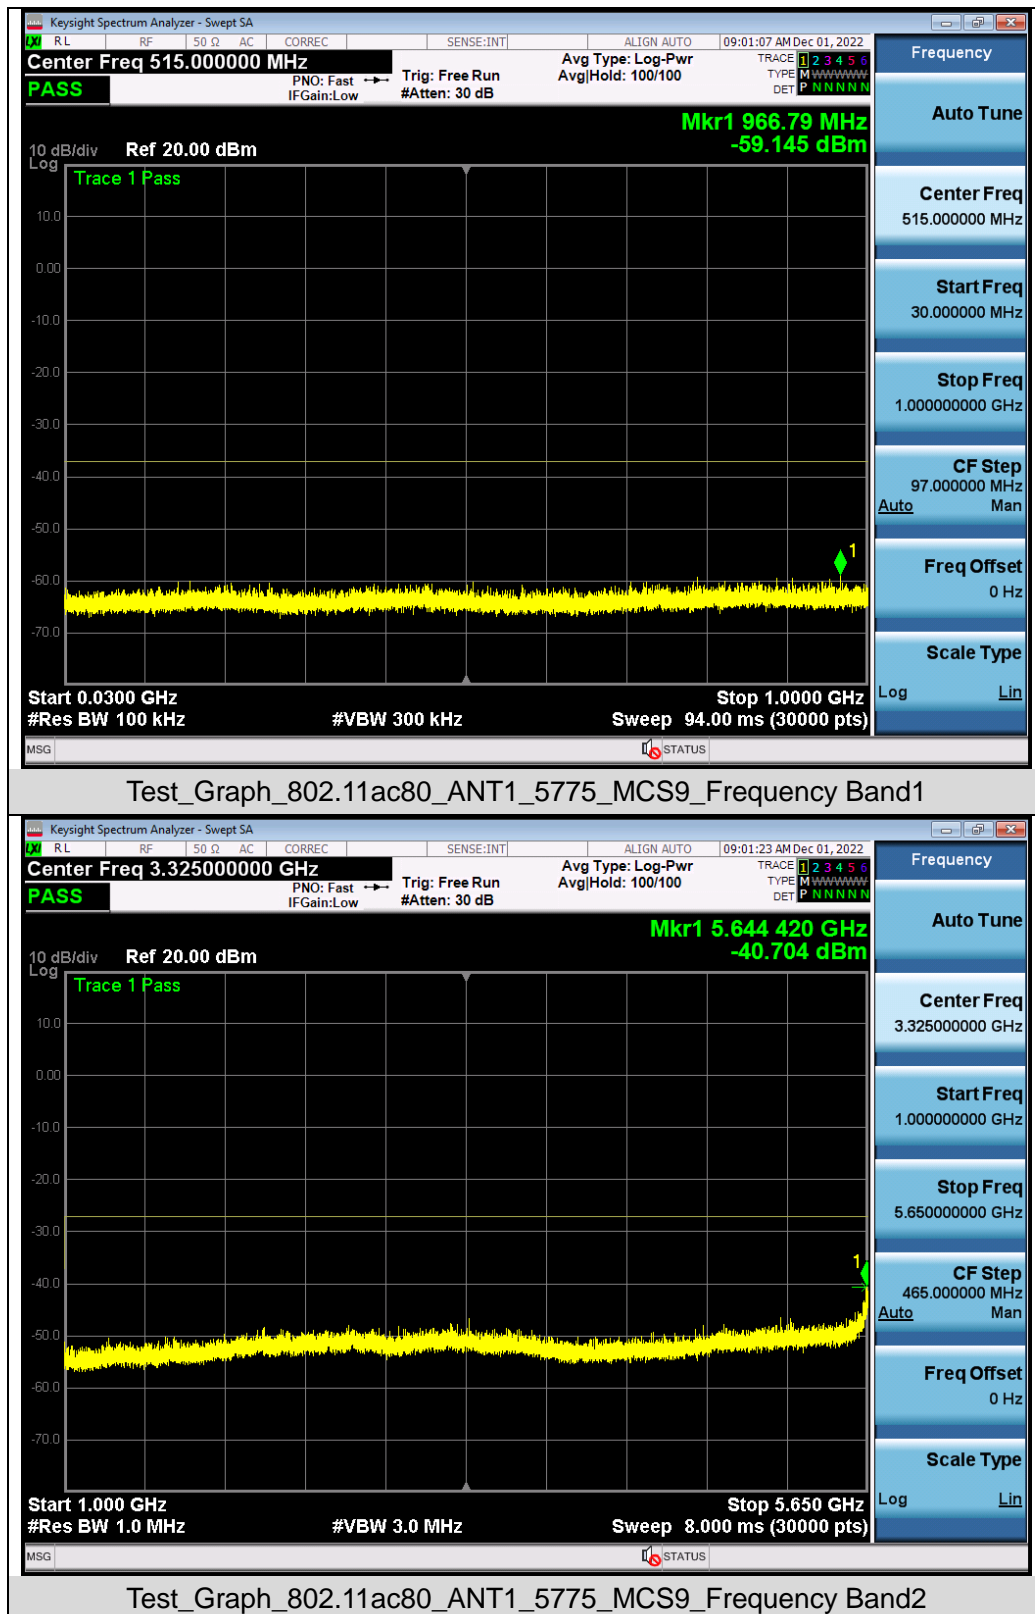 Keysight Spectrum Analyzer - Swept SA
LXI RL RF 50 Ω AC CORREC SENSE:INT ALIGN AUTO 09:01:07 AM Dec 01, 2022
Center Freq 515.000000 MHz
PASS
PNO: Fast
IFGain:Low
Trig: Free Run
#Atten: 30 dB
Avg Type: Log-Pwr
Avg|Hold: 100/100
TRACE 1 2 3 4 5 6
TYPE M WWWWW
DET P N N N N N
Frequency
Mkr1 966.79 MHz
-59.145 dBm
10 dB/div Ref 20.00 dBm
Log
Trace 1 Pass
10.0
0.00
-10.0
-20.0
-30.0
-40.0
-50.0
-60.0
-70.0
1
Start 0.0300 GHz Stop 1.0000 GHz
#Res BW 100 kHz #VBW 300 kHz Sweep 94.00 ms (30000 pts)
MSG STATUS
Auto Tune
Center Freq
515.000000 MHz
Start Freq
30.000000 MHz
Stop Freq
1.000000000 GHz
CF Step
97.000000 MHz
Auto Man
Freq Offset
0 Hz
Scale Type
Log Lin
Test_Graph_802.11ac80_ANT1_5775_MCS9_Frequency Band1
Keysight Spectrum Analyzer - Swept SA
LXI RL RF 50 Ω AC CORREC SENSE:INT ALIGN AUTO 09:01:23 AM Dec 01, 2022
Center Freq 3.325000000 GHz
PASS
PNO: Fast
IFGain:Low
Trig: Free Run
#Atten: 30 dB
Avg Type: Log-Pwr
Avg|Hold: 100/100
TRACE 1 2 3 4 5 6
TYPE M WWWWW
DET P N N N N N
Frequency
Mkr1 5.644 420 GHz
-40.704 dBm
10 dB/div Ref 20.00 dBm
Log
Trace 1 Pass
10.0
0.00
-10.0
-20.0
-30.0
-40.0
-50.0
-60.0
-70.0
1
Start 1.000 GHz Stop 5.650 GHz
#Res BW 1.0 MHz #VBW 3.0 MHz Sweep 8.000 ms (30000 pts)
MSG STATUS
Auto Tune
Center Freq
3.325000000 GHz
Start Freq
1.000000000 GHz
Stop Freq
5.650000000 GHz
CF Step
465.000000 MHz
Auto Man
Freq Offset
0 Hz
Scale Type
Log Lin
Test_Graph_802.11ac80_ANT1_5775_MCS9_Frequency Band2